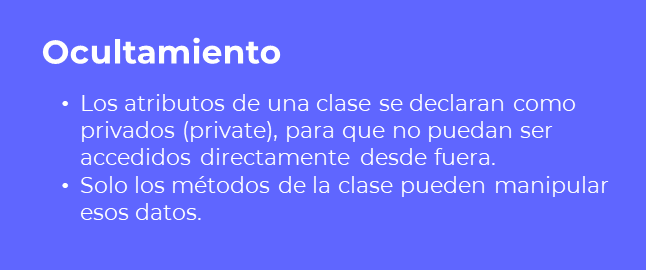 Ocultamiento
• Los atributos de una clase se declaran como
privados (private), para que no puedan ser
accedidos directamente desde fuera.
• Solo los métodos de la clase pueden manipular
esos datos.